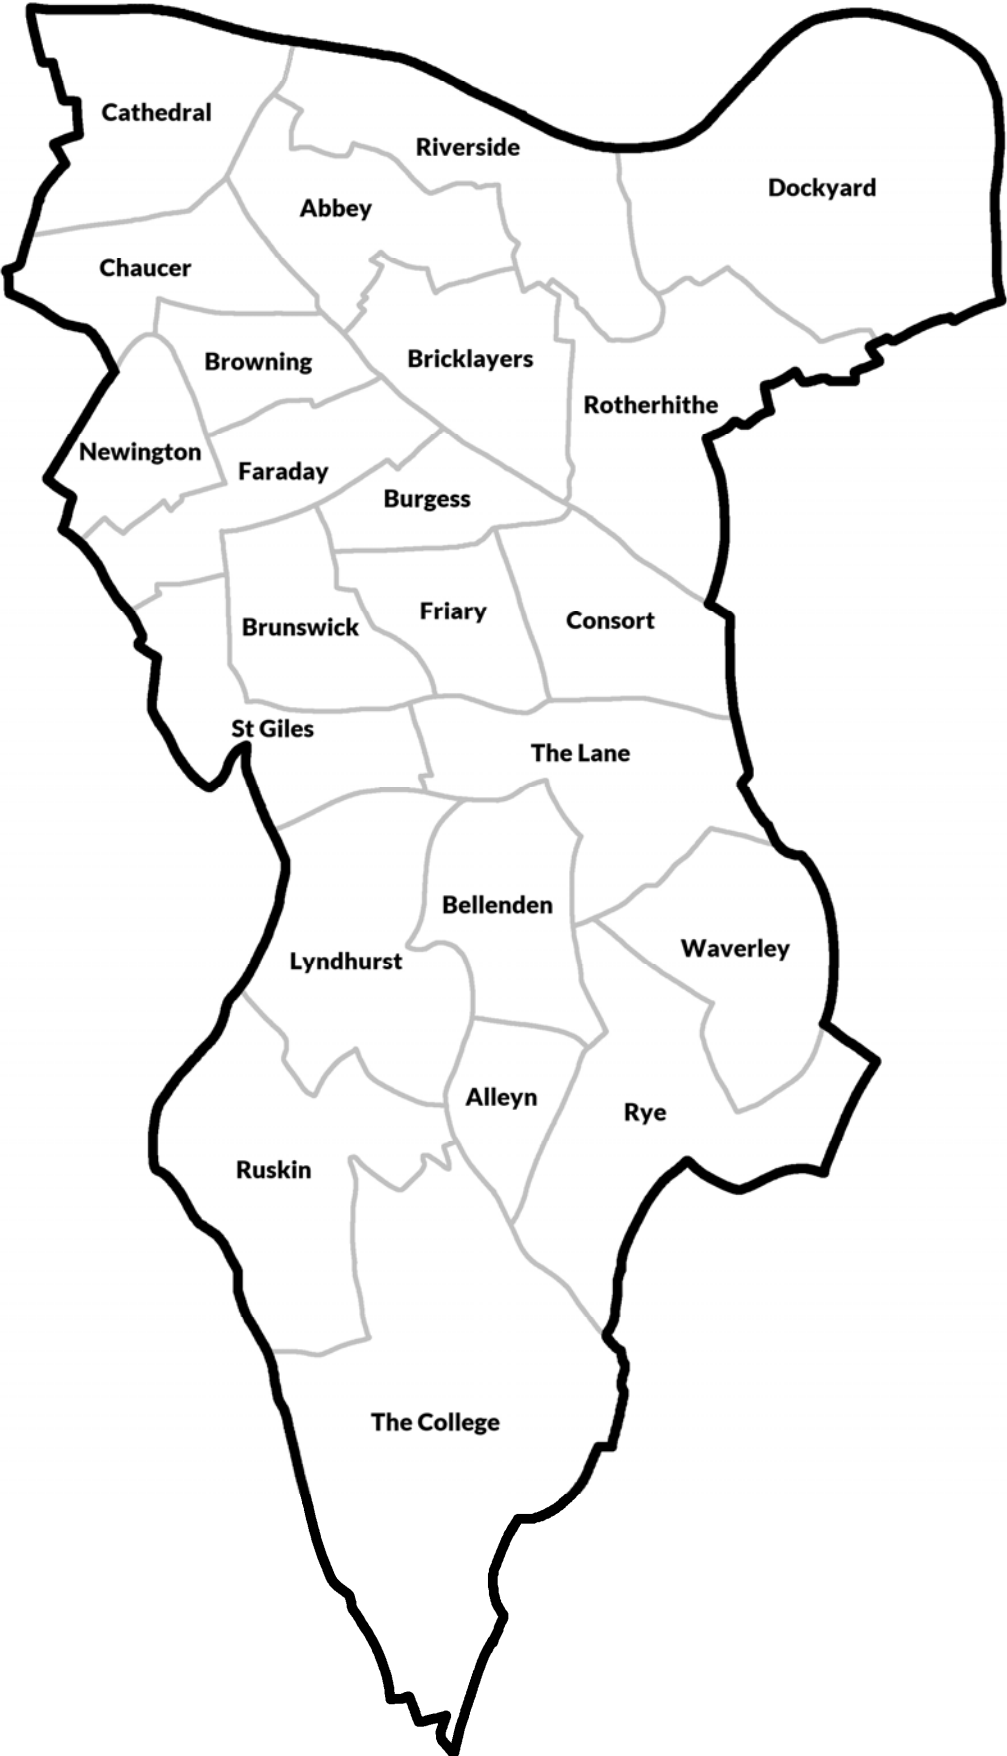 Cathedral
Riverside
Dockyard
Abbey
Chaucer
Browning
Bricklayers
Rotherhithe
Newington
Faraday
Burgess
Brunswick
Friary
Consort
St Giles
The Lane
Bellenden
Waverley
Lyndhurst
Alleyn
Rye
Ruskin
The College